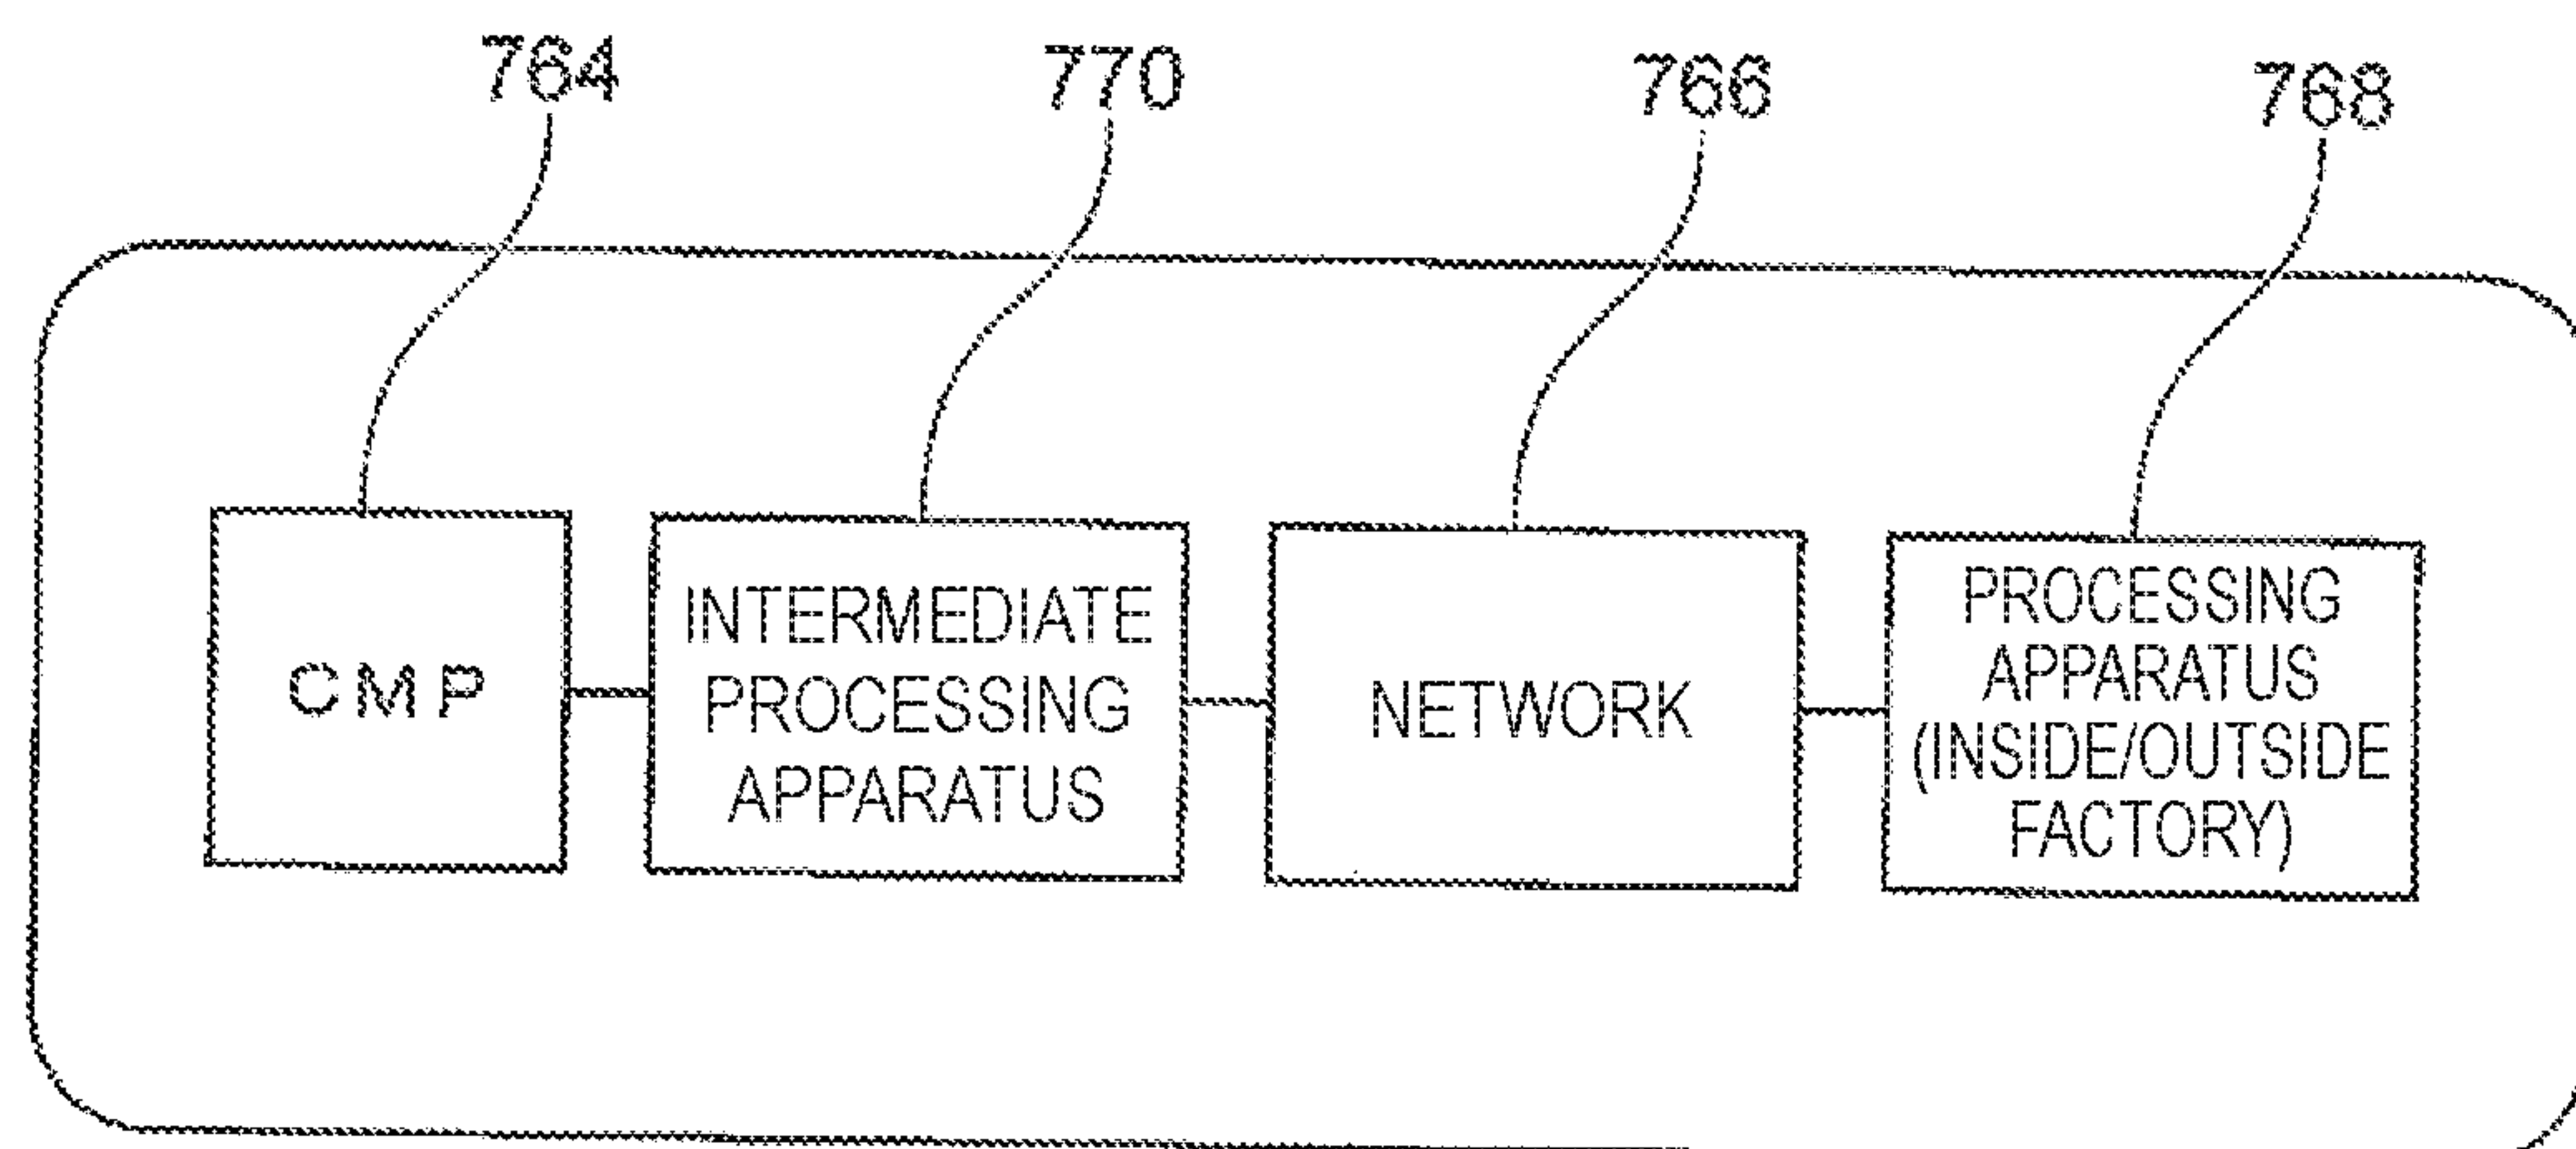 764 770 766 768
CMP
INTERMEDIATE
PROCESSING
APPARATUS
NETWORK
PROCESSING
APPARATUS
(INSIDE/OUTSIDE
FACTORY)